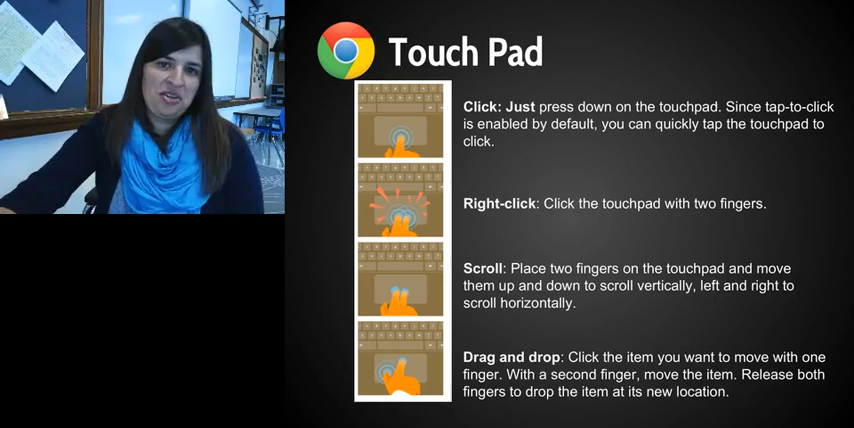 Touch Pad
Click: Just press down on the touchpad. Since tap-to-click
is enabled by default, you can quickly tap the touchpad to
click.
Right-click: Click the touchpad with two fingers.
Scroll: Place two fingers on the touchpad and move
them up and down to scroll vertically, left and right to
scroll horizontally.
Drag and drop: Click the item you want to move with one
finger. With a second finger, move the item. Release both
fingers to drop the item at its new location.